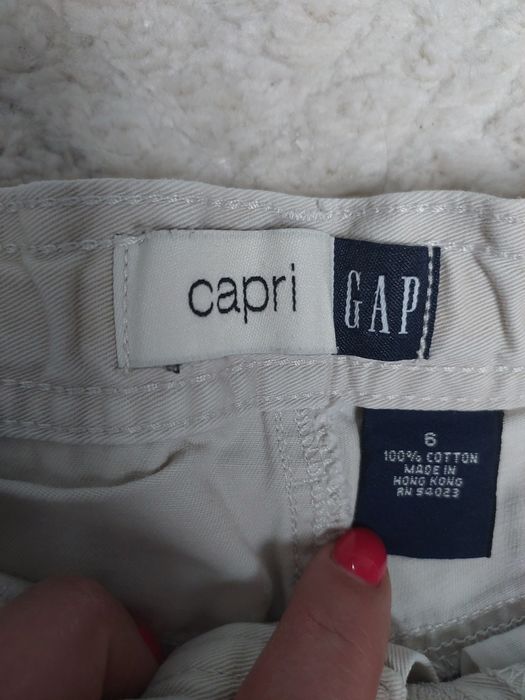 capri GAP
6
100% COTTON
MADE IN
HONG KONG
RN 54023